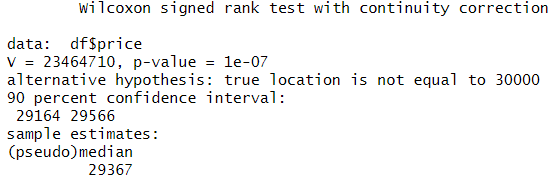 Wilcoxon signed rank test with continuity correction
data:  df$price
V = 23464710, p-value = 1e-07
alternative hypothesis: true location is not equal to 30000
90 percent confidence interval:
 29164 29566
sample estimates:
(pseudo)median
         29367